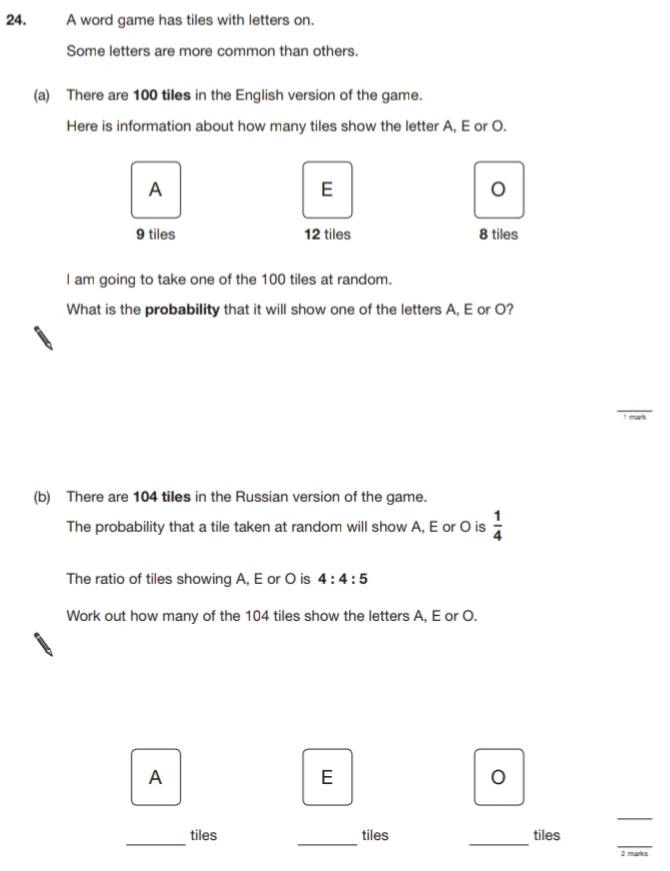 24. A word game has tiles with letters on.
Some letters are more common than others.
(a) There are 100 tiles in the English version of the game.
Here is information about how many tiles show the letter A, E or O.
A E O
9 tiles 12 tiles 8 tiles
I am going to take one of the 100 tiles at random.
What is the probability that it will show one of the letters A, E or O?
1 mark
(b) There are 104 tiles in the Russian version of the game.
The probability that a tile taken at random will show A, E or O is 1/4
The ratio of tiles showing A, E or O is 4 : 4 : 5
Work out how many of the 104 tiles show the letters A, E or O.
A E O
______ tiles ______ tiles ______ tiles
2 marks